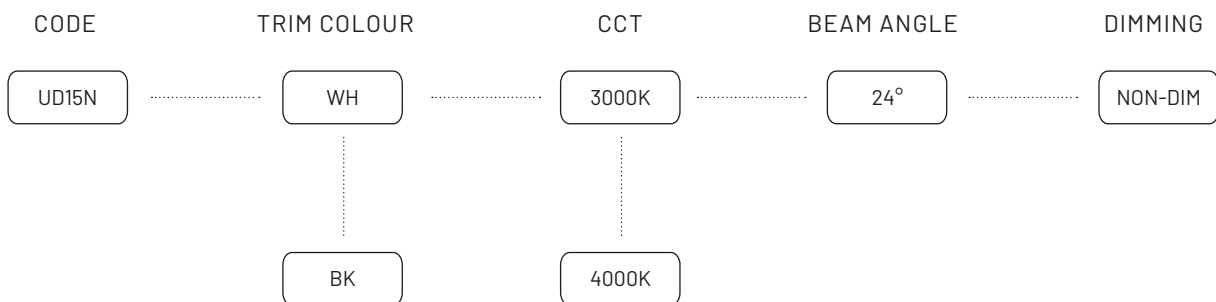 CODE TRIM COLOUR CCT BEAM ANGLE DIMMING
UD15N WH 3000K 24° NON-DIM
BK 4000K